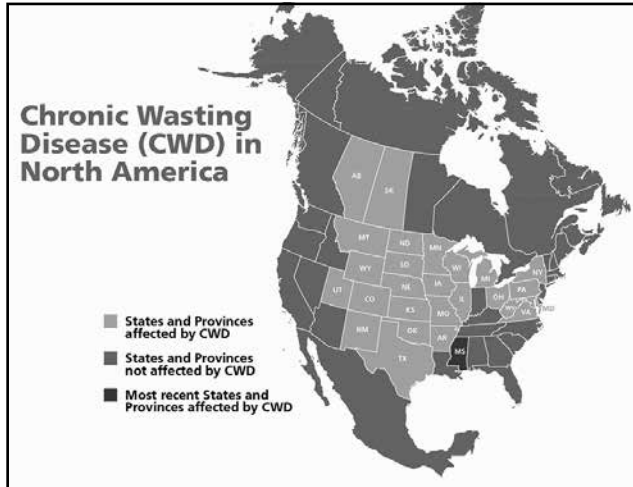 Chronic Wasting
Disease (CWD) in
North America
AB
SK
MT
ND
MN
WI
MI
NY
WY
SD
IA
NE
IL
OH
PA
UT
CO
KS
MO
WV
VA
MD
NM
OK
AR
TX
MS
States and Provinces
affected by CWD
States and Provinces
not affected by CWD
Most recent States and
Provinces affected by CWD